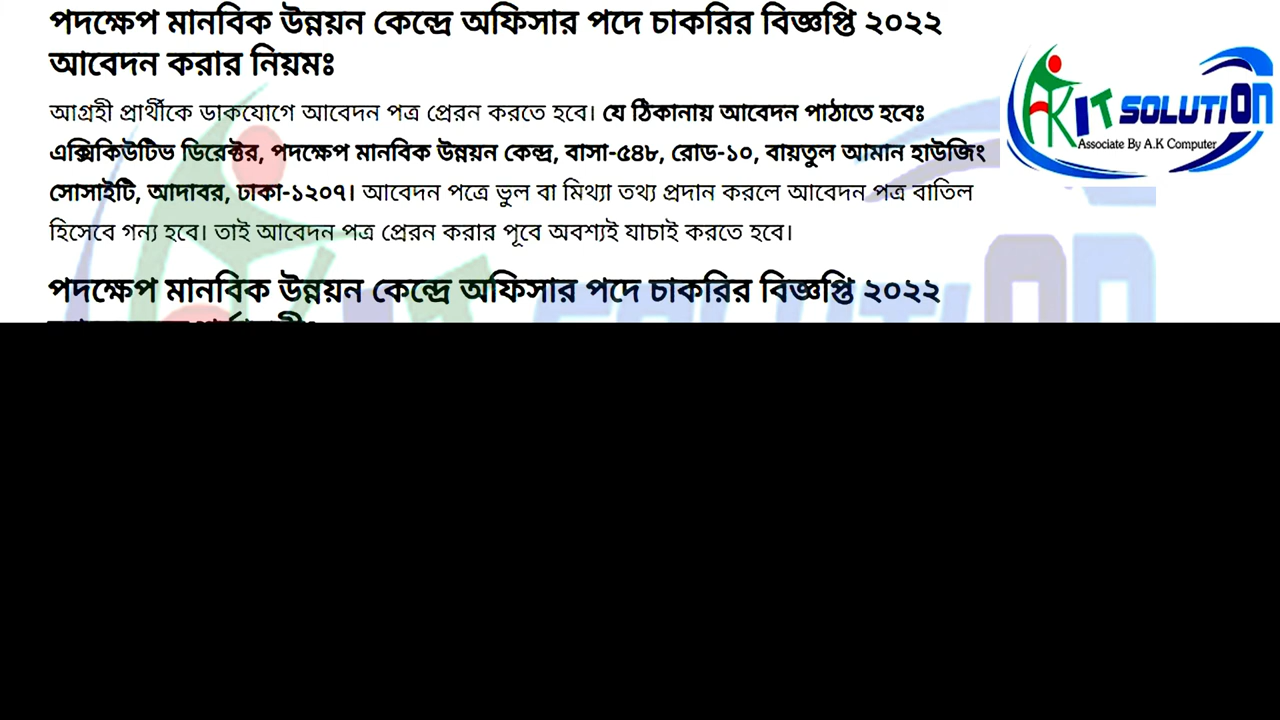 পদক্ষেপ মানবিক উন্নয়ন কেন্দ্রে অফিসার পদে চাকরির বিজ্ঞপ্তি ২০২২
আবেদন করার নিয়মঃ
আগ্রহী প্রার্থীকে ডাকযোগে আবেদন পত্র প্রেরন করতে হবে। যে ঠিকানায় আবেদন পাঠাতে হবেঃ
এক্সিকিউটিভ ডিরেক্টর, পদক্ষেপ মানবিক উন্নয়ন কেন্দ্র, বাসা-৫৪৮, রোড-১০, বায়তুল আমান হাউজিং
সোসাইটি, আদাবর, ঢাকা-১২০৭। আবেদন পত্রে ভুল বা মিথ্যা তথ্য প্রদান করলে আবেদন পত্র বাতিল
হিসেবে গন্য হবে। তাই আবেদন পত্র প্রেরন করার পূবে অবশ্যই যাচাই করতে হবে।
পদক্ষেপ মানবিক উন্নয়ন কেন্দ্রে অফিসার পদে চাকরির বিজ্ঞপ্তি ২০২২
AK IT SOLUTION
Associate By A.K Computer
IT SOLUTION